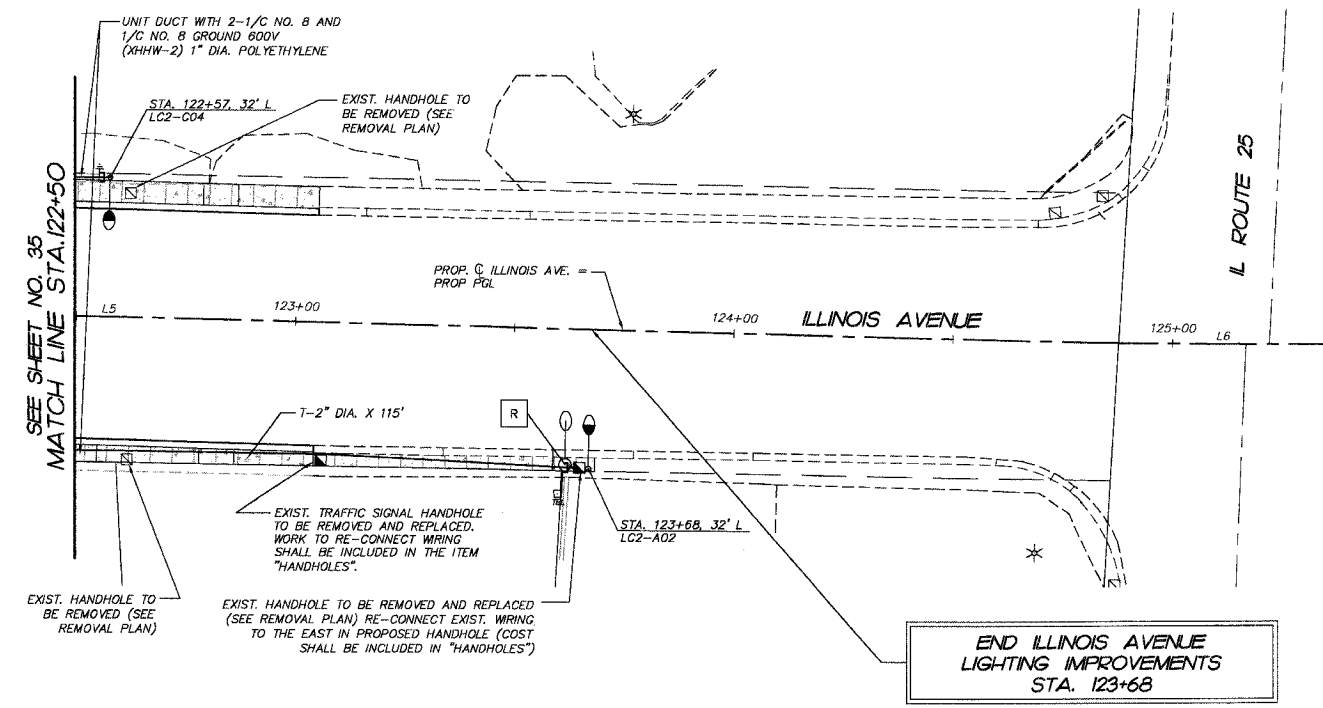 UNIT DUCT WITH 2-1/C NO. 8 AND
1/C NO. 8 GROUND 600V
(XHHW-2) 1" DIA. POLYETHYLENE
STA. 122+57, 32' L
LC2-C04
EXIST. HANDHOLE TO
BE REMOVED (SEE
REMOVAL PLAN)
SEE SHEET NO. 35
MATCH LINE STA.122+50
IL ROUTE 25
PROP. ℄ ILLINOIS AVE. =
PROP PGL
L5
123+00
124+00
ILLINOIS AVENUE
125+00
L6
T-2" DIA. X 115'
R
EXIST. TRAFFIC SIGNAL HANDHOLE
TO BE REMOVED AND REPLACED.
WORK TO RE-CONNECT WIRING
SHALL BE INCLUDED IN THE ITEM
"HANDHOLES".
STA. 123+68, 32' L
LC2-A02
EXIST. HANDHOLE TO
BE REMOVED (SEE
REMOVAL PLAN)
EXIST. HANDHOLE TO BE REMOVED AND REPLACED
(SEE REMOVAL PLAN) RE-CONNECT EXIST. WIRING
TO THE EAST IN PROPOSED HANDHOLE (COST
SHALL BE INCLUDED IN "HANDHOLES")
END ILLINOIS AVENUE
LIGHTING IMPROVEMENTS
STA. 123+68